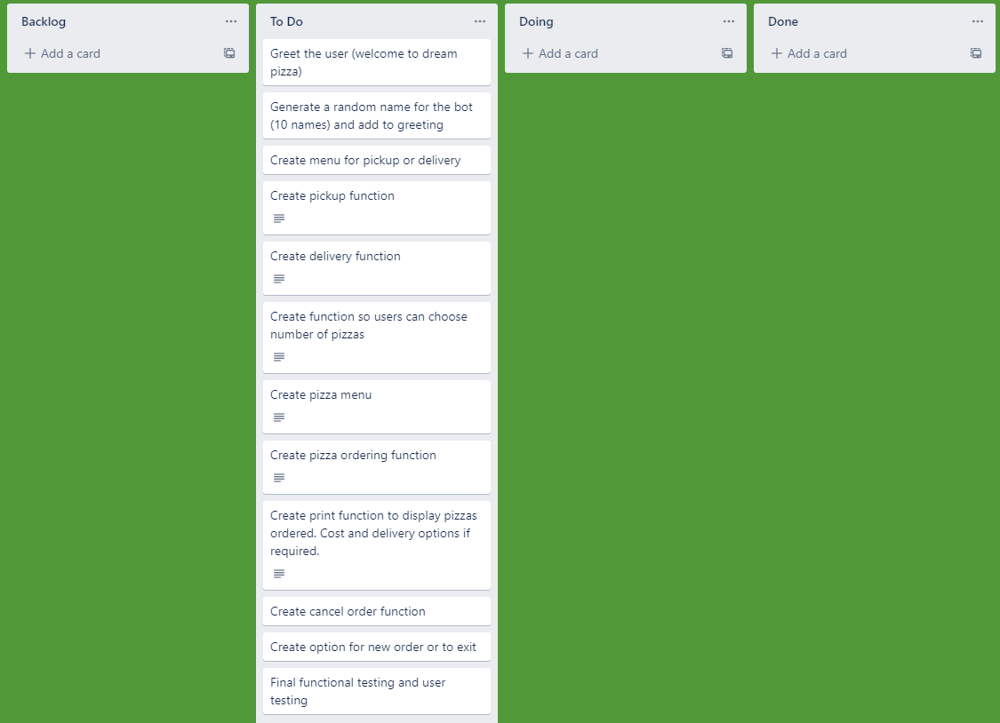 Backlog
+ Add a card
To Do
Greet the user (welcome to dream
pizza)
Generate a random name for the bot
(10 names) and add to greeting
Create menu for pickup or delivery
Create pickup function
Create delivery function
Create function so users can choose
number of pizzas
Create pizza menu
Create pizza ordering function
Create print function to display pizzas
ordered. Cost and delivery options if
required.
Create cancel order function
Create option for new order or to exit
Final functional testing and user
testing
Doing
+ Add a card
Done
+ Add a card